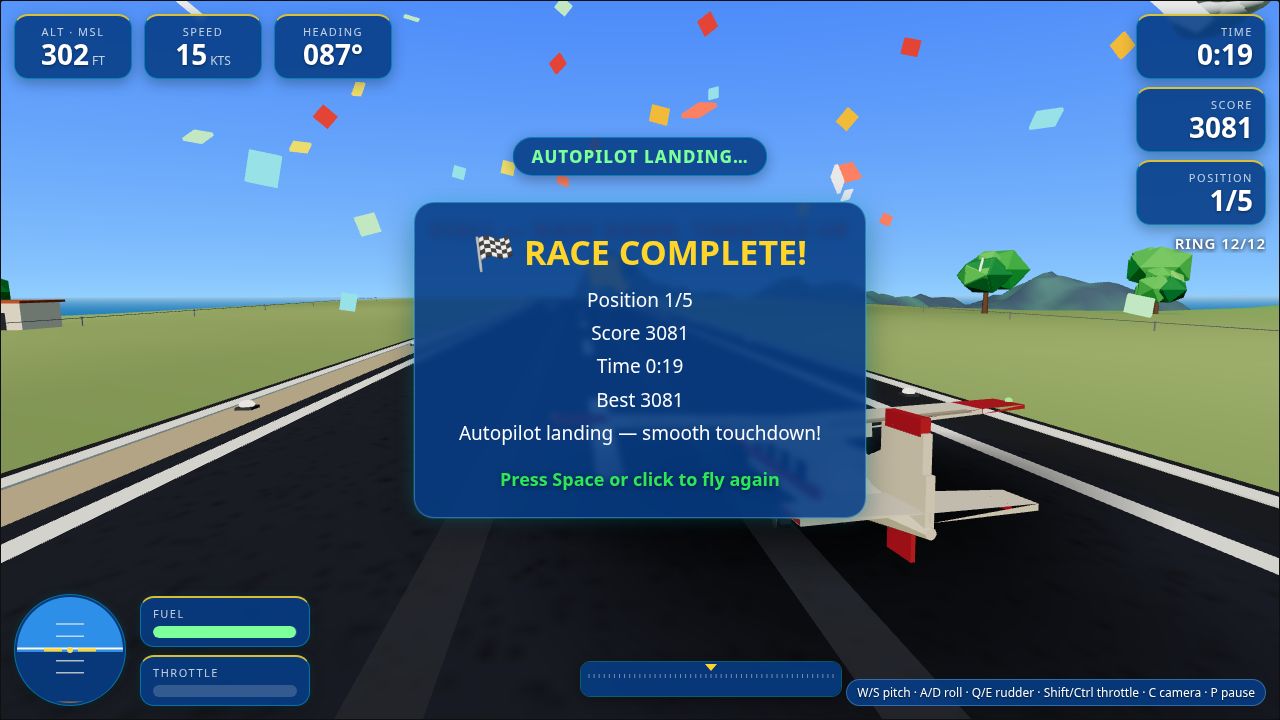 ALT · MSL
302 FT
SPEED
15 KTS
HEADING
087°
TIME
0:19
SCORE
3081
POSITION
1/5
RING 12/12
AUTOPILOT LANDING…
RACE COMPLETE!
Position 1/5
Score 3081
Time 0:19
Best 3081
Autopilot landing — smooth touchdown!
Press Space or click to fly again
FUEL
THROTTLE
W/S pitch · A/D roll · Q/E rudder · Shift/Ctrl throttle · C camera · P pause